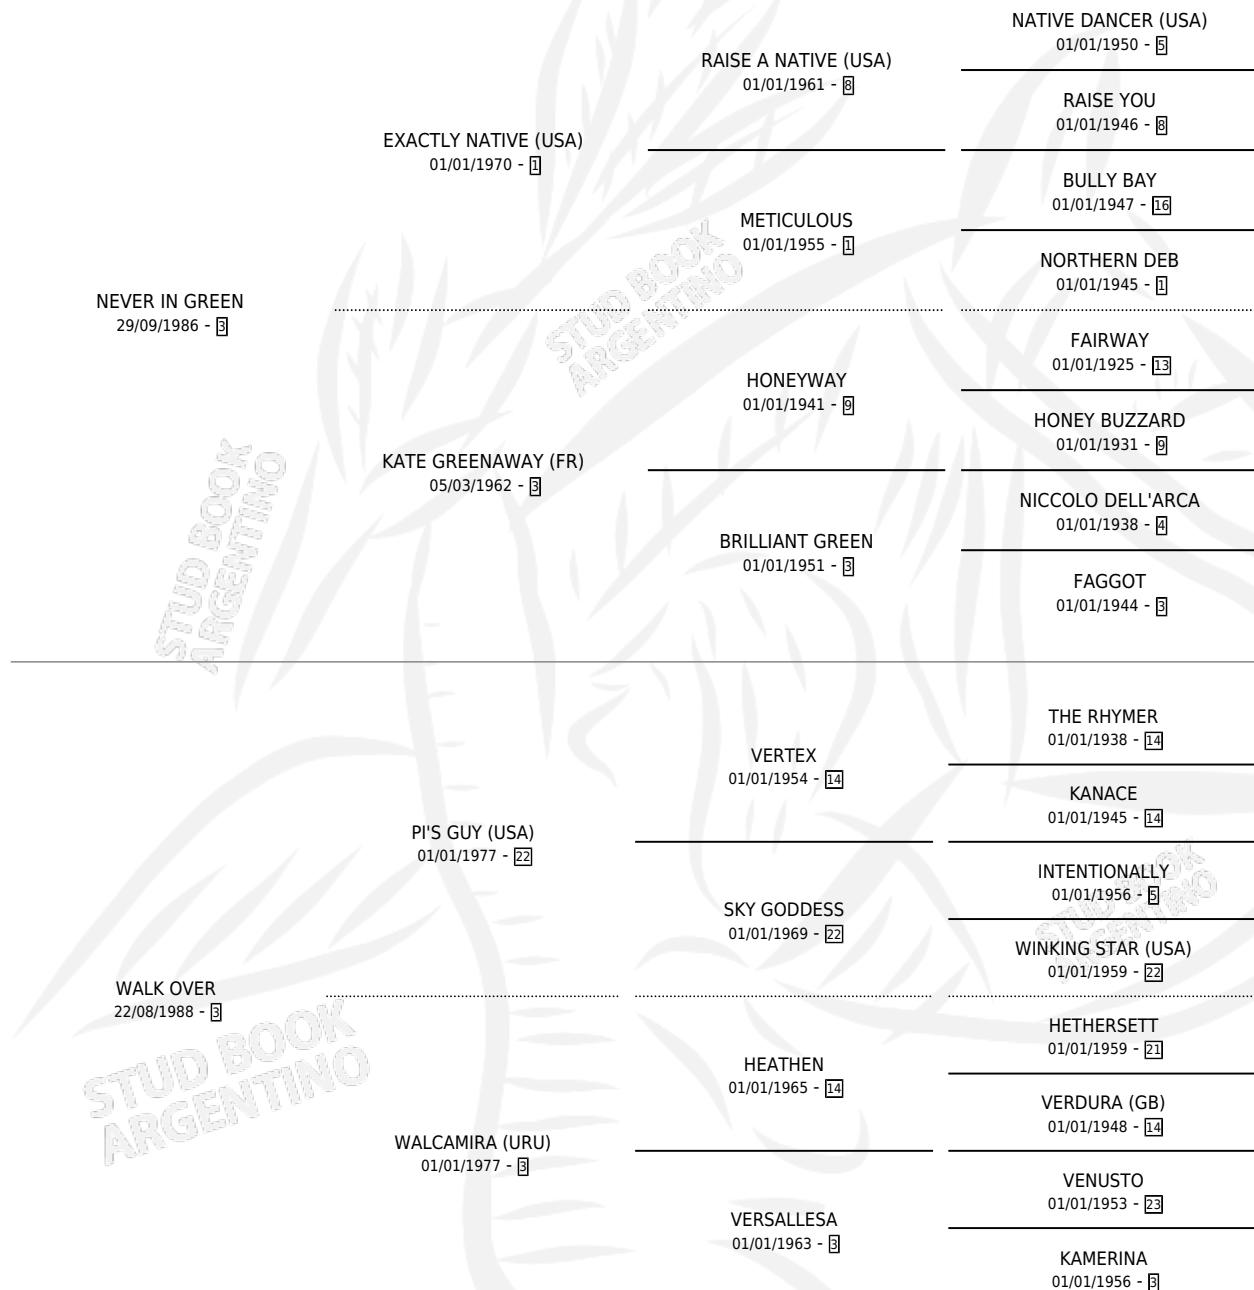 NATIVE DANCER (USA)
01/01/1950 - 5
RAISE A NATIVE (USA)
01/01/1961 - 8
RAISE YOU
01/01/1946 - 8
EXACTLY NATIVE (USA)
01/01/1970 - 1
BULLY BAY
01/01/1947 - 16
METICULOUS
01/01/1955 - 1
NORTHERN DEB
01/01/1945 - 1
NEVER IN GREEN
29/09/1986 - 3
FAIRWAY
01/01/1925 - 13
HONEYWAY
01/01/1941 - 9
HONEY BUZZARD
01/01/1931 - 9
KATE GREENAWAY (FR)
05/03/1962 - 3
NICCOLO DELL'ARCA
01/01/1938 - 4
BRILLIANT GREEN
01/01/1951 - 3
FAGGOT
01/01/1944 - 3
THE RHYMER
01/01/1938 - 14
VERTEX
01/01/1954 - 14
KANACE
01/01/1945 - 14
PI'S GUY (USA)
01/01/1977 - 22
INTENTIONALLY
01/01/1956 - 5
SKY GODDESS
01/01/1969 - 22
WINKING STAR (USA)
01/01/1959 - 22
WALK OVER
22/08/1988 - 3
HETHERSETT
01/01/1959 - 21
HEATHEN
01/01/1965 - 14
VERDURA (GB)
01/01/1948 - 14
WALCAMIRA (URU)
01/01/1977 - 3
VENUSTO
01/01/1953 - 23
VERSALLESA
01/01/1963 - 3
KAMERINA
01/01/1956 - 3
STUD BOOK
ARGENTINO
STUD BOOK
ARGENTINO
STUD BOOK
ARGENTINO
STUD BOOK
ARGENTINO